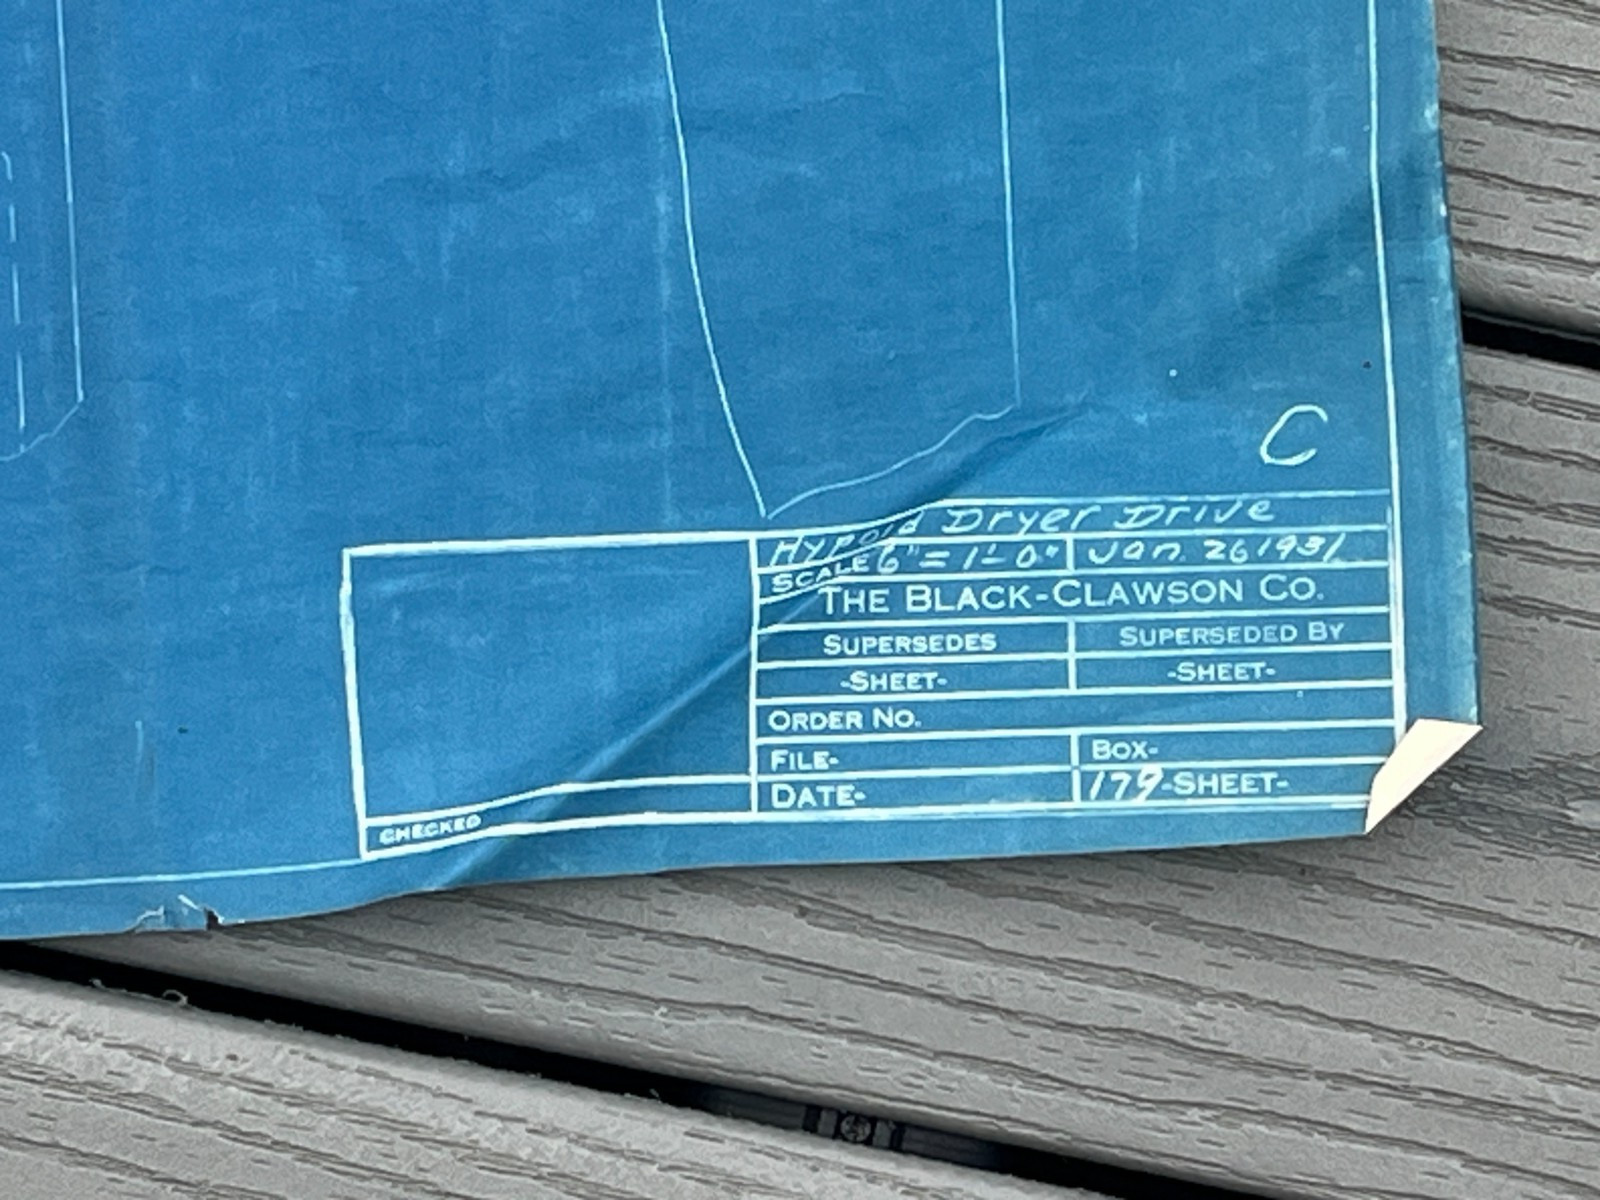 C
Hypoid Dryer Drive
SCALE 6" = 1'-0" Jan. 26 1931
THE BLACK-CLAWSON CO.
SUPERSEDES SUPERSEDED BY
-SHEET- -SHEET-
ORDER NO.
FILE- BOX-
DATE- 179-SHEET-
CHECKED